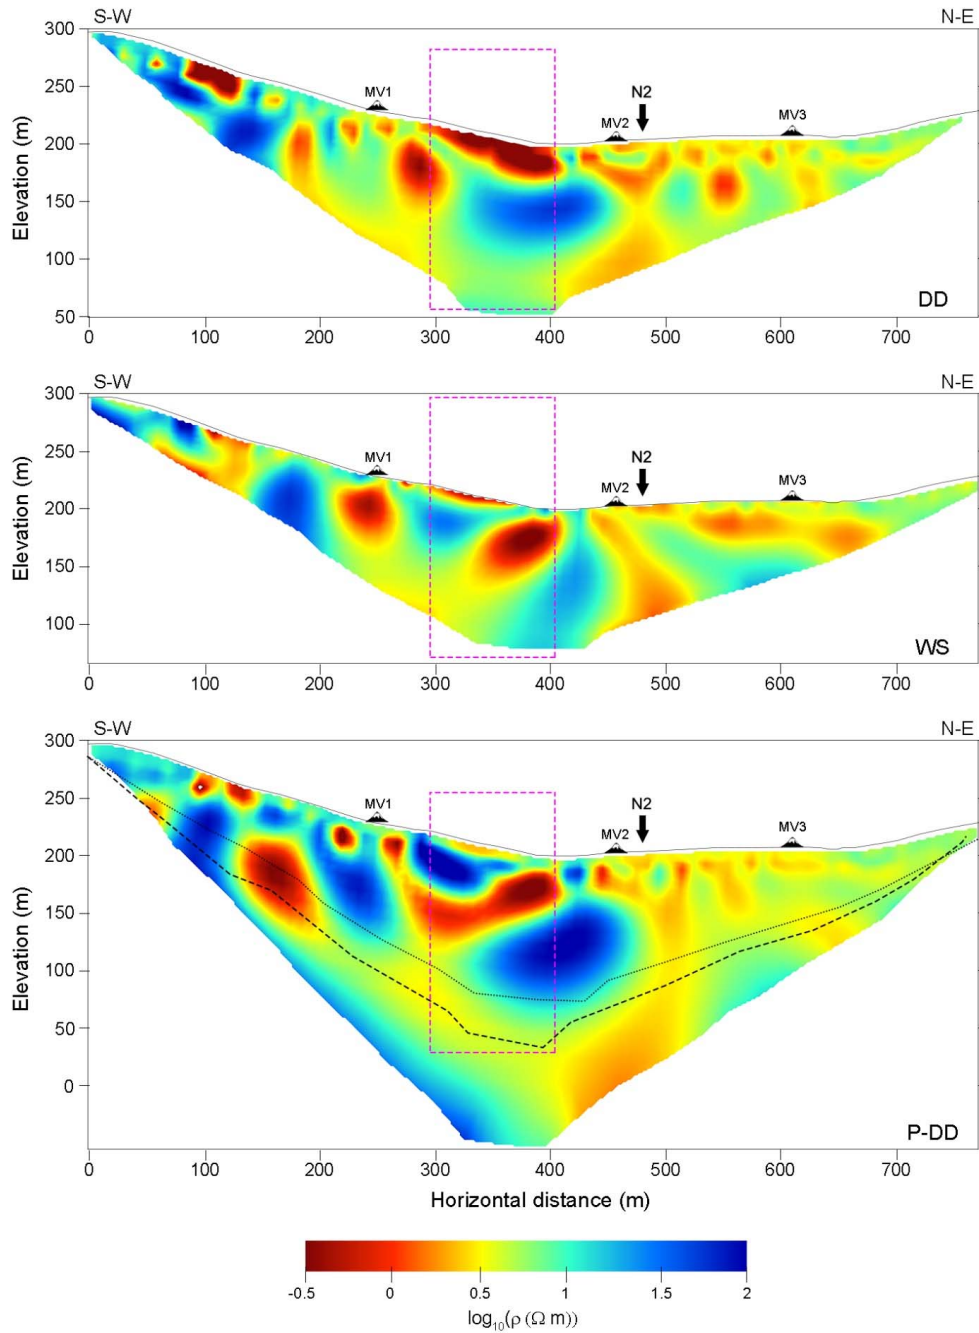 S-W N-E
300
250
MV1
N2
MV2
MV3
200
150
100
50
Elevation (m)
DD
0 100 200 300 400 500 600 700
S-W N-E
300
250
MV1
N2
MV2
MV3
200
150
100
Elevation (m)
WS
0 100 200 300 400 500 600 700
S-W N-E
300
250
MV1
N2
MV2
MV3
200
150
100
50
0
Elevation (m)
P-DD
0 100 200 300 400 500 600 700
Horizontal distance (m)
-0.5 0 0.5 1 1.5 2
log₁₀(ρ (Ω m))